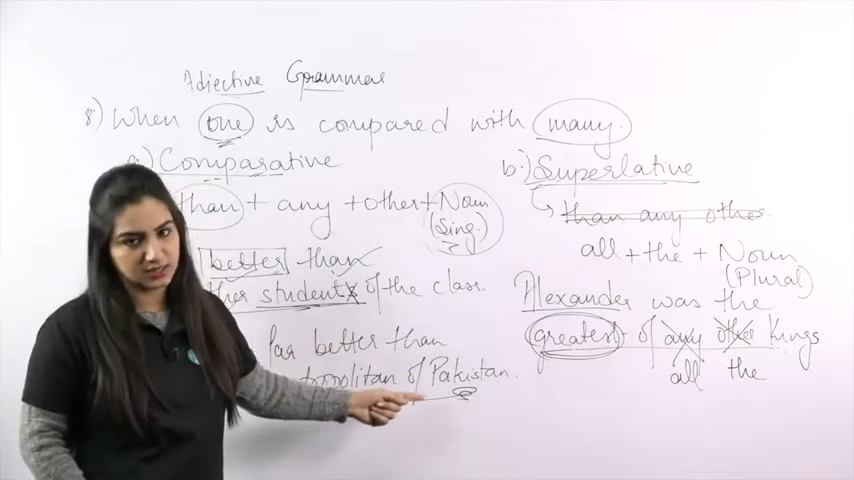 Adjective Grammar
8) When one is compared with many.
a) Comparative
than + any + other + Noun
(Sing.)
better than
student of the class.
far better than
of Pakistan.
b) Superlative
than any other
all + the + Noun
(Plural)
Alexander was the
greatest of any other Kings
all the